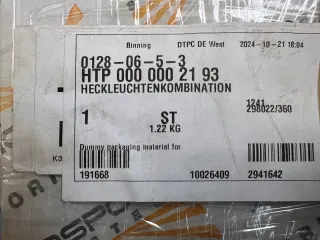 Binning DTPC DE West 2024-10-21 18:04
0128-06-5-3
HTP 000 000 21 93
HECKLEUCHTENKOMBINATION
1241
298022/360
1 ST
1.22 KG
Dummy packaging material for
191668 10026409 2941642